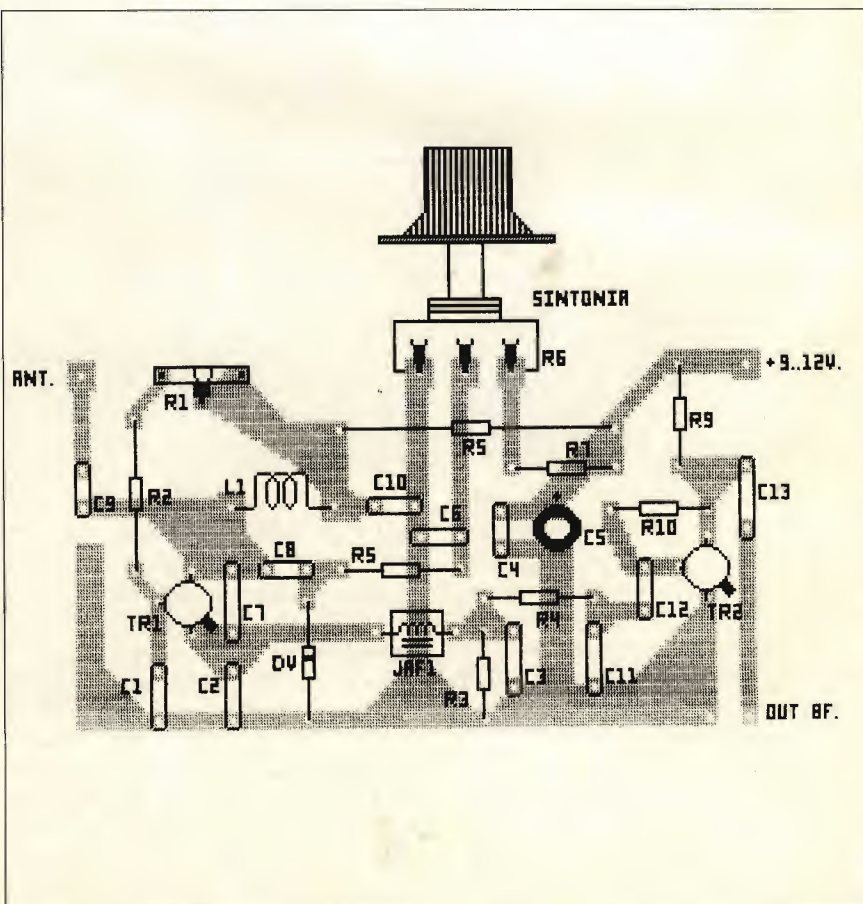 SINTONIA
R6
ANT.
+9..12V.
R1
R5
R7
R9
C9
R2
L1
C10
C6
C4
C5
R10
C13
C8
R5
C7
TR1
R4
C12
TR2
DV
JAF1
C1
C2
R3
C3
C11
OUT BF.